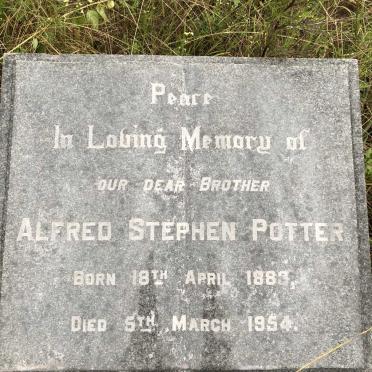 Peace
In Loving Memory of
OUR DEAR BROTHER
ALFRED STEPHEN POTTER
BORN 18TH APRIL 1883,
DIED 5TH MARCH 1954.